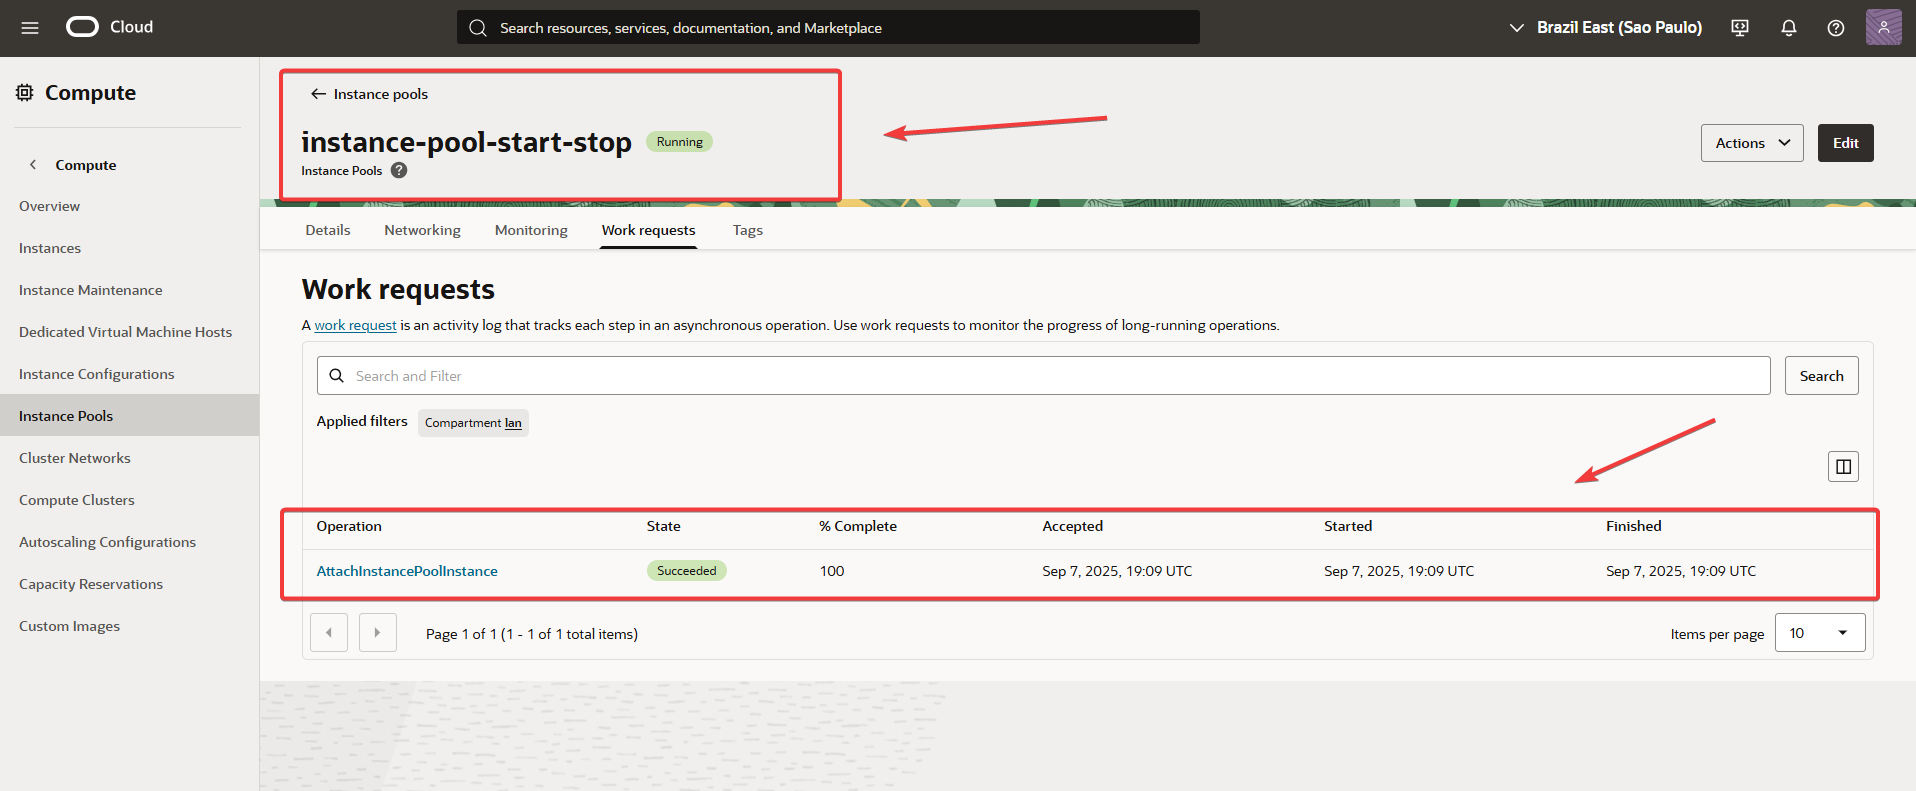 Cloud
Search resources, services, documentation, and Marketplace
Brazil East (Sao Paulo)
Compute
Compute
Overview
Instances
Instance Maintenance
Dedicated Virtual Machine Hosts
Instance Configurations
Instance Pools
Cluster Networks
Compute Clusters
Autoscaling Configurations
Capacity Reservations
Custom Images
Instance pools
instance-pool-start-stop Running
Instance Pools ?
Actions Edit
Details Networking Monitoring Work requests Tags
Work requests
A work request is an activity log that tracks each step in an asynchronous operation. Use work requests to monitor the progress of long-running operations.
Search and Filter Search
Applied filters Compartment lan
Operation State % Complete Accepted Started Finished
AttachInstancePoolInstance Succeeded 100 Sep 7, 2025, 19:09 UTC Sep 7, 2025, 19:09 UTC Sep 7, 2025, 19:09 UTC
Page 1 of 1 (1 - 1 of 1 total items) Items per page 10